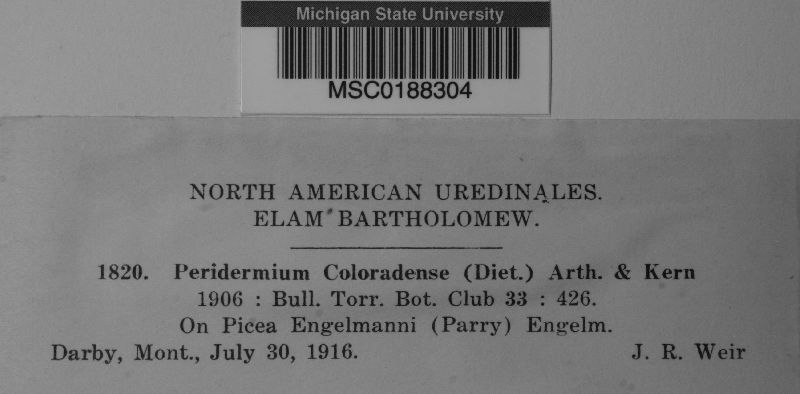 Michigan State University
MSC0188304
NORTH AMERICAN UREDINALES.
ELAM BARTHOLOMEW.
1820. Peridermium Coloradense (Diet.) Arth. & Kern
1906 : Bull. Torr. Bot. Club 33 : 426.
On Picea Engelmanni (Parry) Engelm.
Darby, Mont., July 30, 1916. J. R. Weir